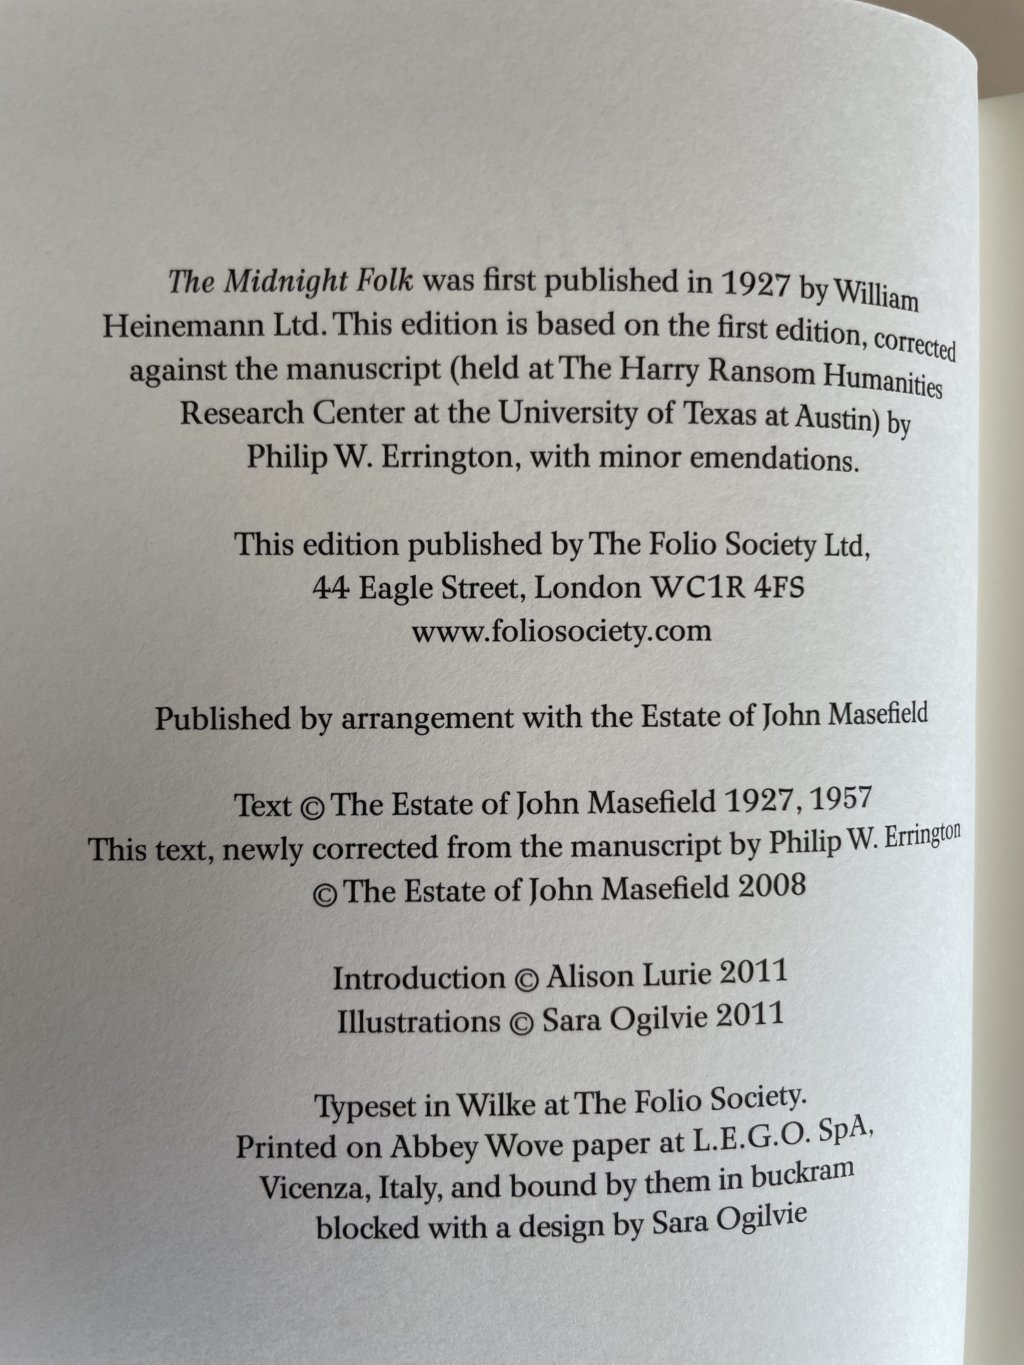 The Midnight Folk was first published in 1927 by William
Heinemann Ltd. This edition is based on the first edition, corrected
against the manuscript (held at The Harry Ransom Humanities
Research Center at the University of Texas at Austin) by
Philip W. Errington, with minor emendations.
This edition published by The Folio Society Ltd,
44 Eagle Street, London WC1R 4FS
www.foliosociety.com
Published by arrangement with the Estate of John Masefield
Text © The Estate of John Masefield 1927, 1957
This text, newly corrected from the manuscript by Philip W. Errington
© The Estate of John Masefield 2008
Introduction © Alison Lurie 2011
Illustrations © Sara Ogilvie 2011
Typeset in Wilke at The Folio Society.
Printed on Abbey Wove paper at L.E.G.O. SpA,
Vicenza, Italy, and bound by them in buckram
blocked with a design by Sara Ogilvie